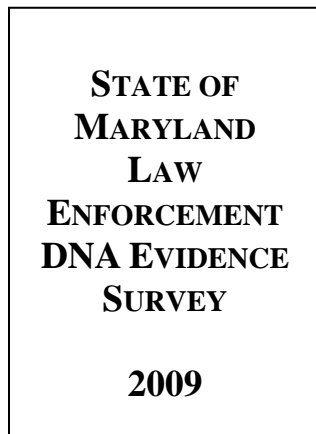 STATE OF
MARYLAND
LAW
ENFORCEMENT
DNA EVIDENCE
SURVEY
2009